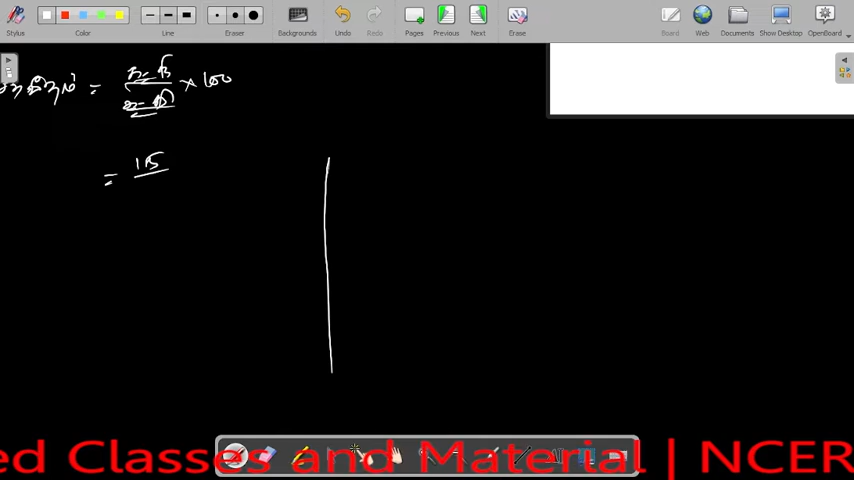 Stylus
Color
Line
Eraser
Backgrounds
Undo
Redo
Pages
Previous
Next
Erase
Board
Web
Documents
Show Desktop
OpenBoard
= × 100
= 15
ed Classes and Material | NCER